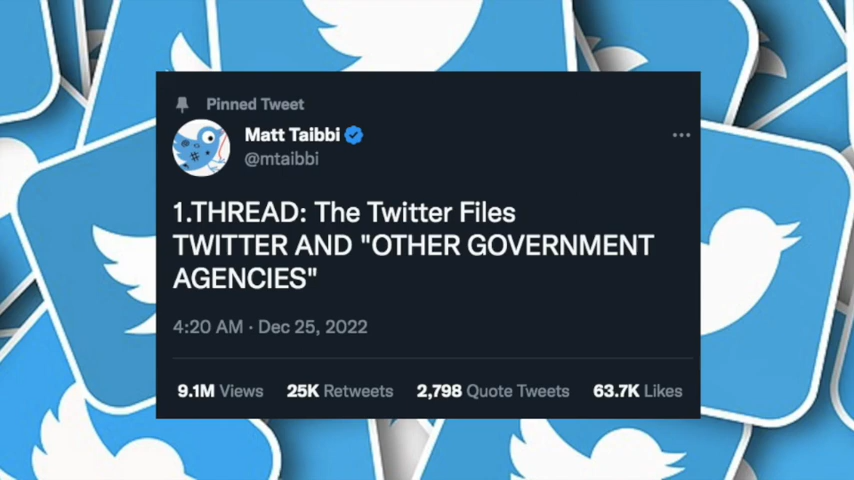 Pinned Tweet
Matt Taibbi
@mtaibbi
1.THREAD: The Twitter Files
TWITTER AND "OTHER GOVERNMENT
AGENCIES"
4:20 AM · Dec 25, 2022
9.1M Views 25K Retweets 2,798 Quote Tweets 63.7K Likes